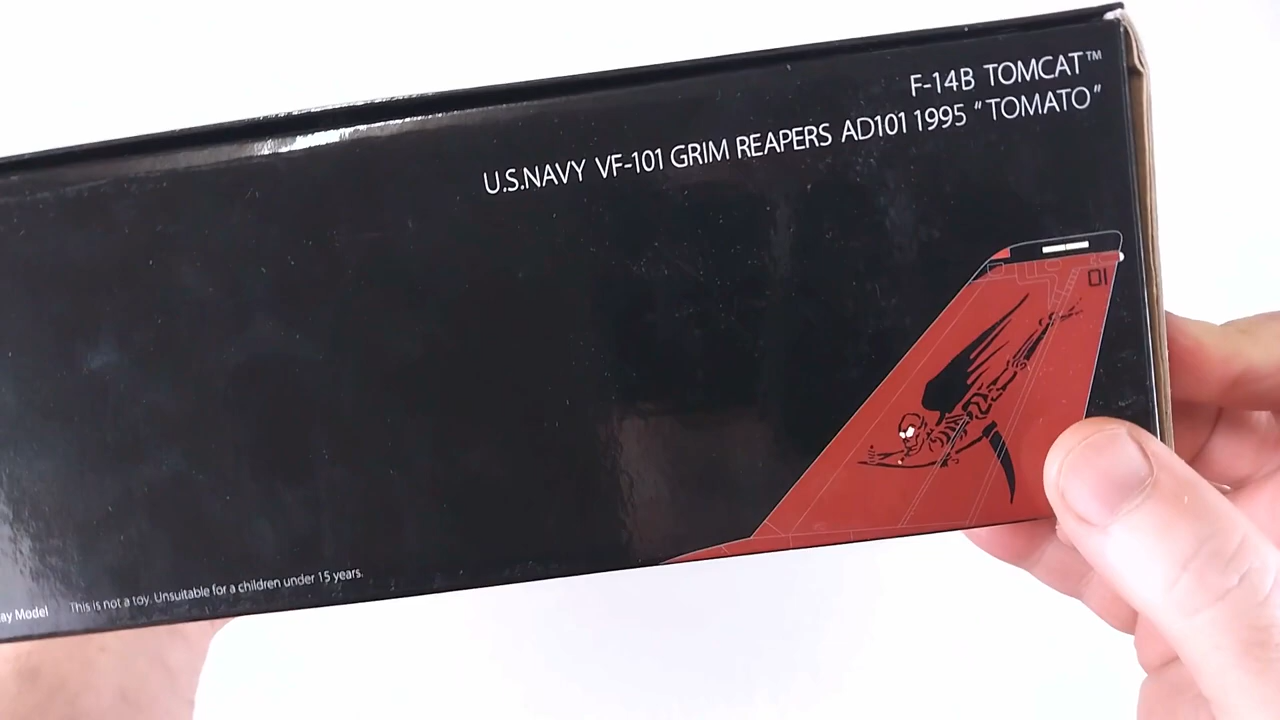 F-14B TOMCAT™
U.S.NAVY VF-101 GRIM REAPERS AD101 1995 “TOMATO”
01
ay Model This is not a toy. Unsuitable for a children under 15 years.